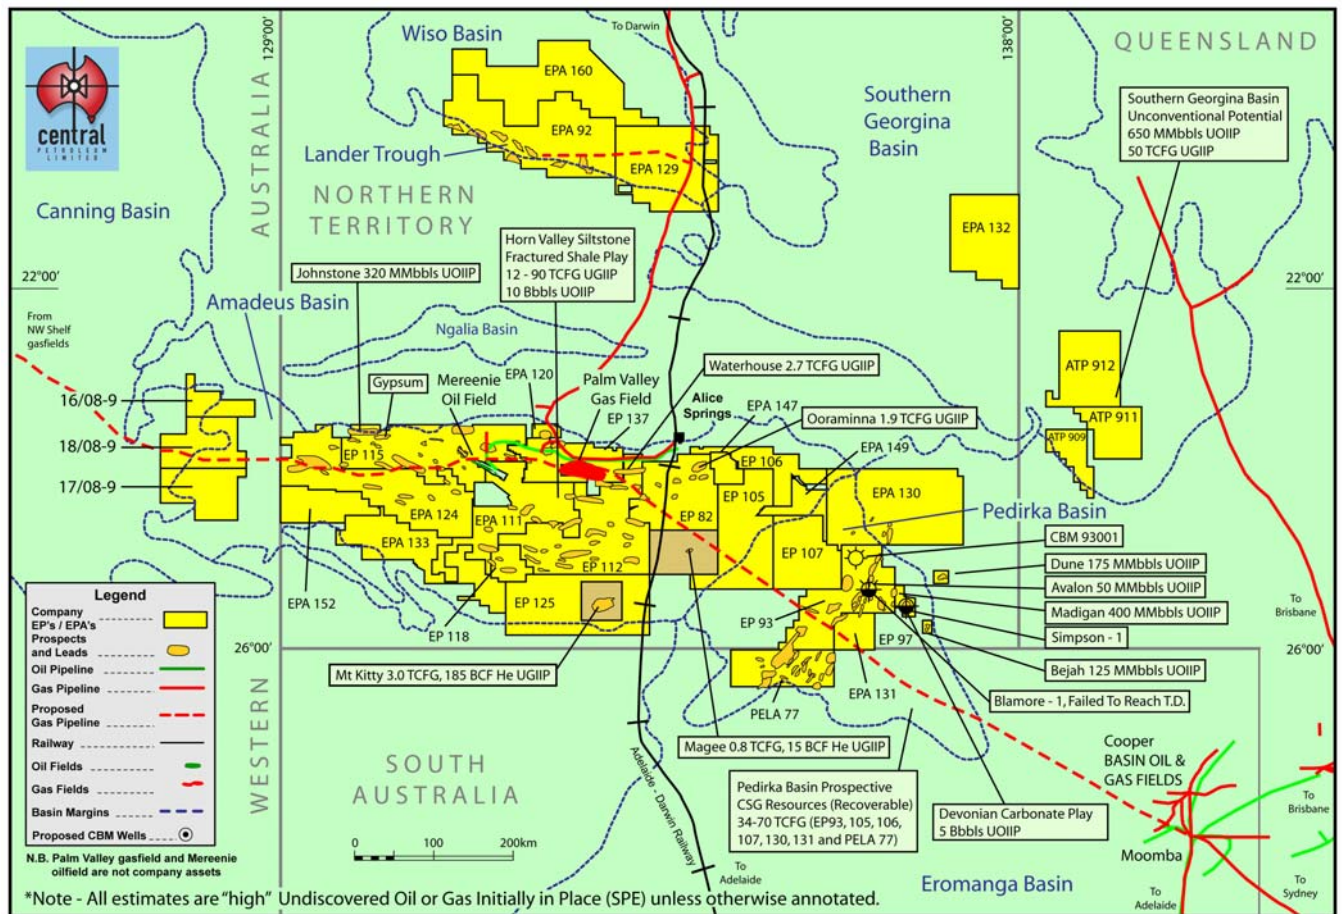 central
PETROLEUM
LIMITED
129°00'
AUSTRALIA
WESTERN
Wiso Basin
To Darwin
138°00'
QUEENSLAND
EPA 160
EPA 92
EPA 129
Lander Trough
NORTHERN
TERRITORY
Southern
Georgina
Basin
Southern Georgina Basin
Unconventional Potential
650 MMbbls UOIIP
50 TCFG UGIIP
Canning Basin
EPA 132
22°00'
22°00'
Horn Valley Siltstone
Fractured Shale Play
12 - 90 TCFG UGIIP
10 Bbbls UOIIP
Johnstone 320 MMbbls UOIIP
Amadeus Basin
From
NW Shelf
gasfields
Ngalia Basin
Gypsum
Mereenie
Oil Field
EPA 120
Palm Valley
Gas Field
EP 137
Waterhouse 2.7 TCFG UGIIP
Alice
Springs
EPA 147
Ooraminna 1.9 TCFG UGIIP
EPA 149
ATP 912
ATP 911
ATP 909
16/08-9
18/08-9
17/08-9
EP 115
EPA 124
EPA 111
EPA 133
EPA 152
EP 118
EP 112
EP 125
EP 82
EP 105
EP 106
EP 107
EPA 130
Pedirka Basin
CBM 93001
Dune 175 MMbbls UOIIP
Avalon 50 MMbbls UOIIP
Madigan 400 MMbbls UOIIP
Simpson - 1
Bejah 125 MMbbls UOIIP
Blamore - 1, Failed To Reach T.D.
EP 93
EP 97
EPA 131
PELA 77
26°00'
26°00'
To
Brisbane
Mt Kitty 3.0 TCFG, 185 BCF He UGIIP
Magee 0.8 TCFG, 15 BCF He UGIIP
Pedirka Basin Prospective
CSG Resources (Recoverable)
34-70 TCFG (EP93, 105, 106,
107, 130, 131 and PELA 77)
Devonian Carbonate Play
5 Bbbls UOIIP
SOUTH
AUSTRALIA
Adelaide - Darwin Railway
To
Adelaide
Cooper
BASIN OIL &
GAS FIELDS
Moomba
To
Brisbane
To
Sydney
To
Adelaide
Eromanga Basin
0 100 200km
Legend
Company
EP's / EPA's
Prospects
and Leads
Oil Pipeline
Gas Pipeline
Proposed
Gas Pipeline
Railway
Oil Fields
Gas Fields
Basin Margins
Proposed CBM Wells
N.B. Palm Valley gasfield and Mereenie
oilfield are not company assets
*Note - All estimates are "high" Undiscovered Oil or Gas Initially in Place (SPE) unless otherwise annotated.